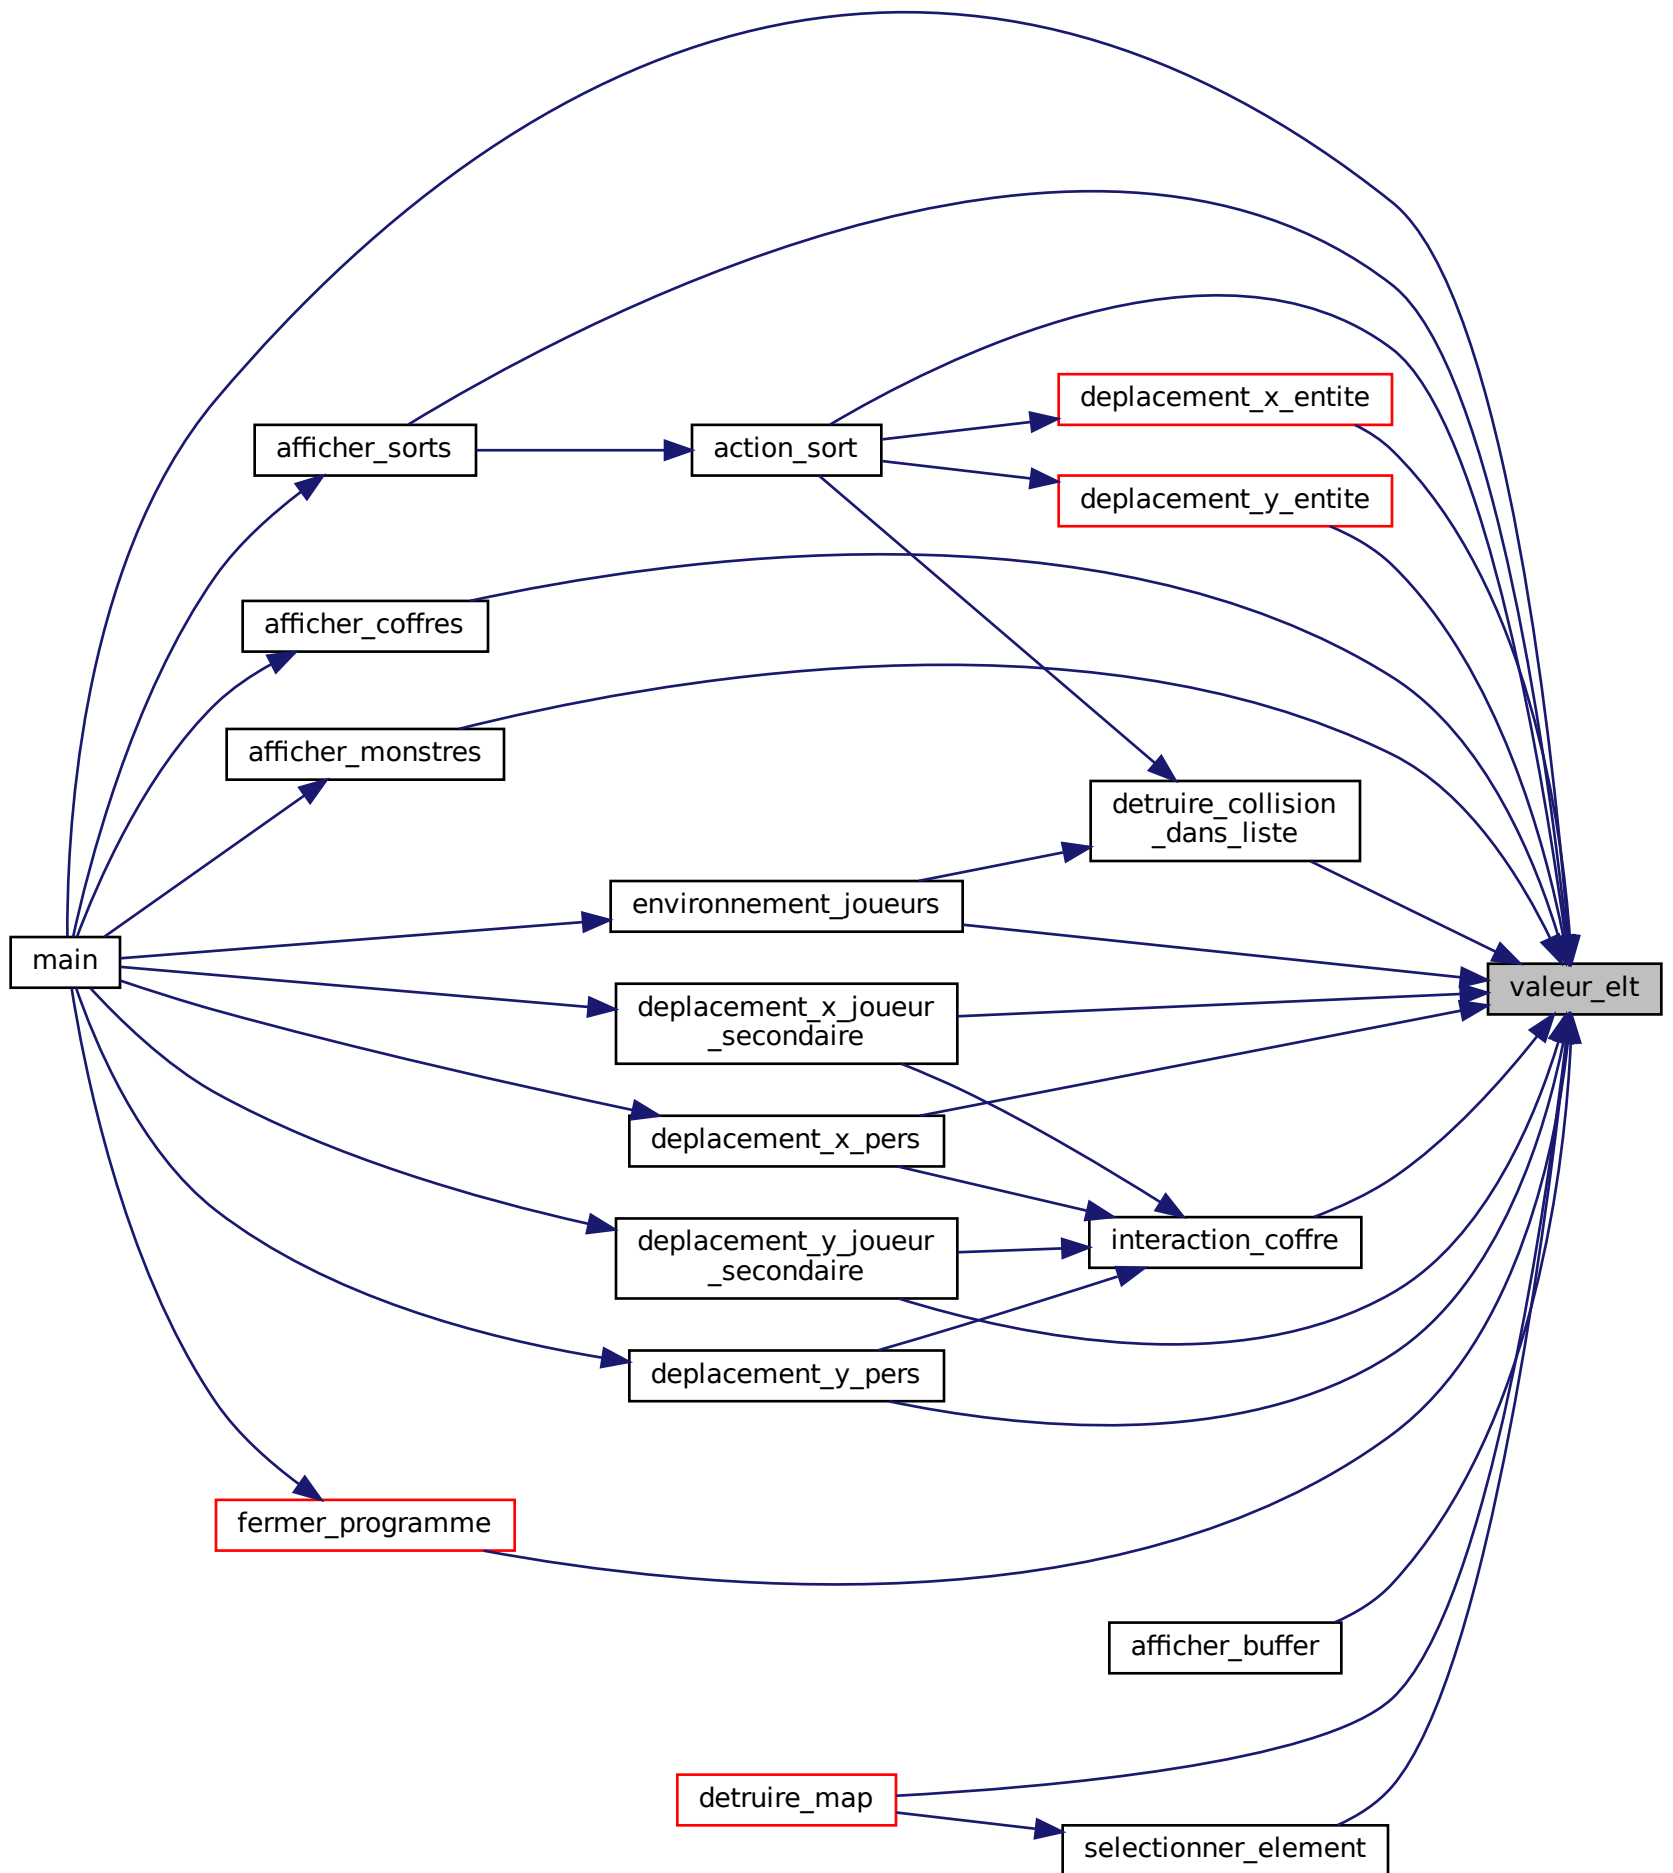 deplacement_x_entite
afficher_sorts
action_sort
deplacement_y_entite
afficher_coffres
afficher_monstres
detruire_collision
_dans_liste
environnement_joueurs
main
valeur_elt
deplacement_x_joueur
_secondaire
deplacement_x_pers
interaction_coffre
deplacement_y_joueur
_secondaire
deplacement_y_pers
fermer_programme
afficher_buffer
detruire_map
selectionner_element